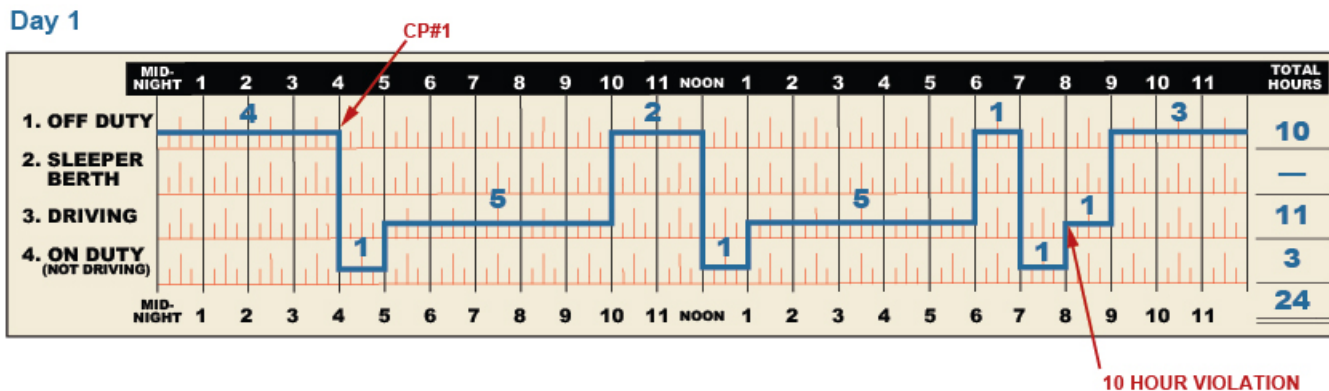 Day 1
CP#1
MID-NIGHT 1 2 3 4 5 6 7 8 9 10 11 NOON 1 2 3 4 5 6 7 8 9 10 11 TOTAL HOURS
1. OFF DUTY 4 2 1 3 10
2. SLEEPER BERTH —
3. DRIVING 5 5 1 11
4. ON DUTY (NOT DRIVING) 1 1 1 3
MID-NIGHT 1 2 3 4 5 6 7 8 9 10 11 NOON 1 2 3 4 5 6 7 8 9 10 11 24
10 HOUR VIOLATION